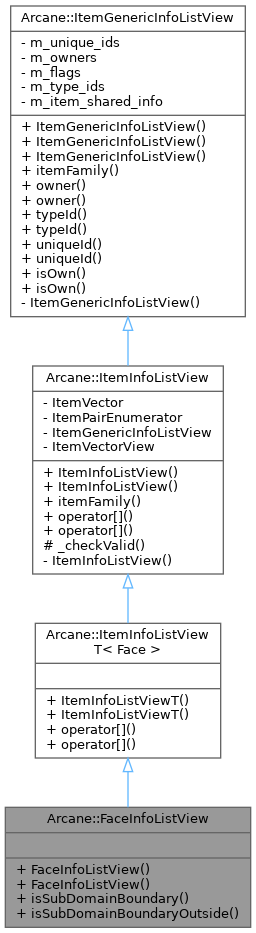 Arcane::ItemGenericInfoListView
- m_unique_ids
- m_owners
- m_flags
- m_type_ids
- m_item_shared_info
+ ItemGenericInfoListView()
+ ItemGenericInfoListView()
+ ItemGenericInfoListView()
+ itemFamily()
+ owner()
+ owner()
+ typeId()
+ typeId()
+ uniqueId()
+ uniqueId()
+ isOwn()
+ isOwn()
- ItemGenericInfoListView()
Arcane::ItemInfoListView
- ItemVector
- ItemPairEnumerator
- ItemGenericInfoListView
- ItemVectorView
+ ItemInfoListView()
+ ItemInfoListView()
+ itemFamily()
+ operator[]()
+ operator[]()
# _checkValid()
- ItemInfoListView()
Arcane::ItemInfoListView
T< Face >
+ ItemInfoListViewT()
+ ItemInfoListViewT()
+ operator[]()
+ operator[]()
Arcane::FaceInfoListView
+ FaceInfoListView()
+ FaceInfoListView()
+ isSubDomainBoundary()
+ isSubDomainBoundaryOutside()